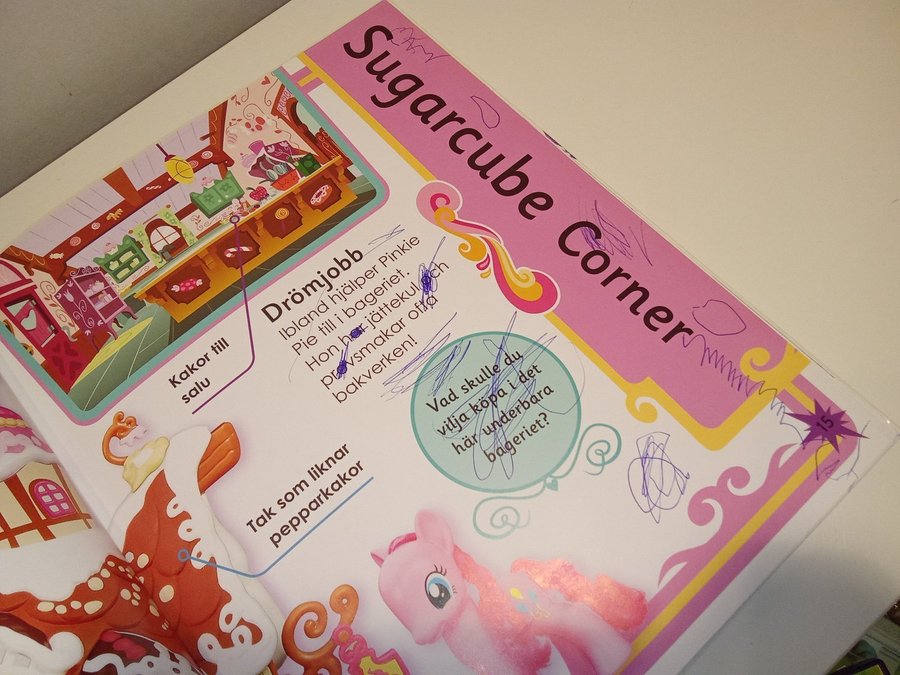 Sugarcube Corner
Drömjobb
Ibland hjälper Pinkie
Pie till i bageriet.
Hon har jättekul och
provsmakar ofta
bakverken!
Kakor till
salu
Vad skulle du
vilja köpa i det
här underbara
bageriet?
Tak som liknar
pepparkakor
15